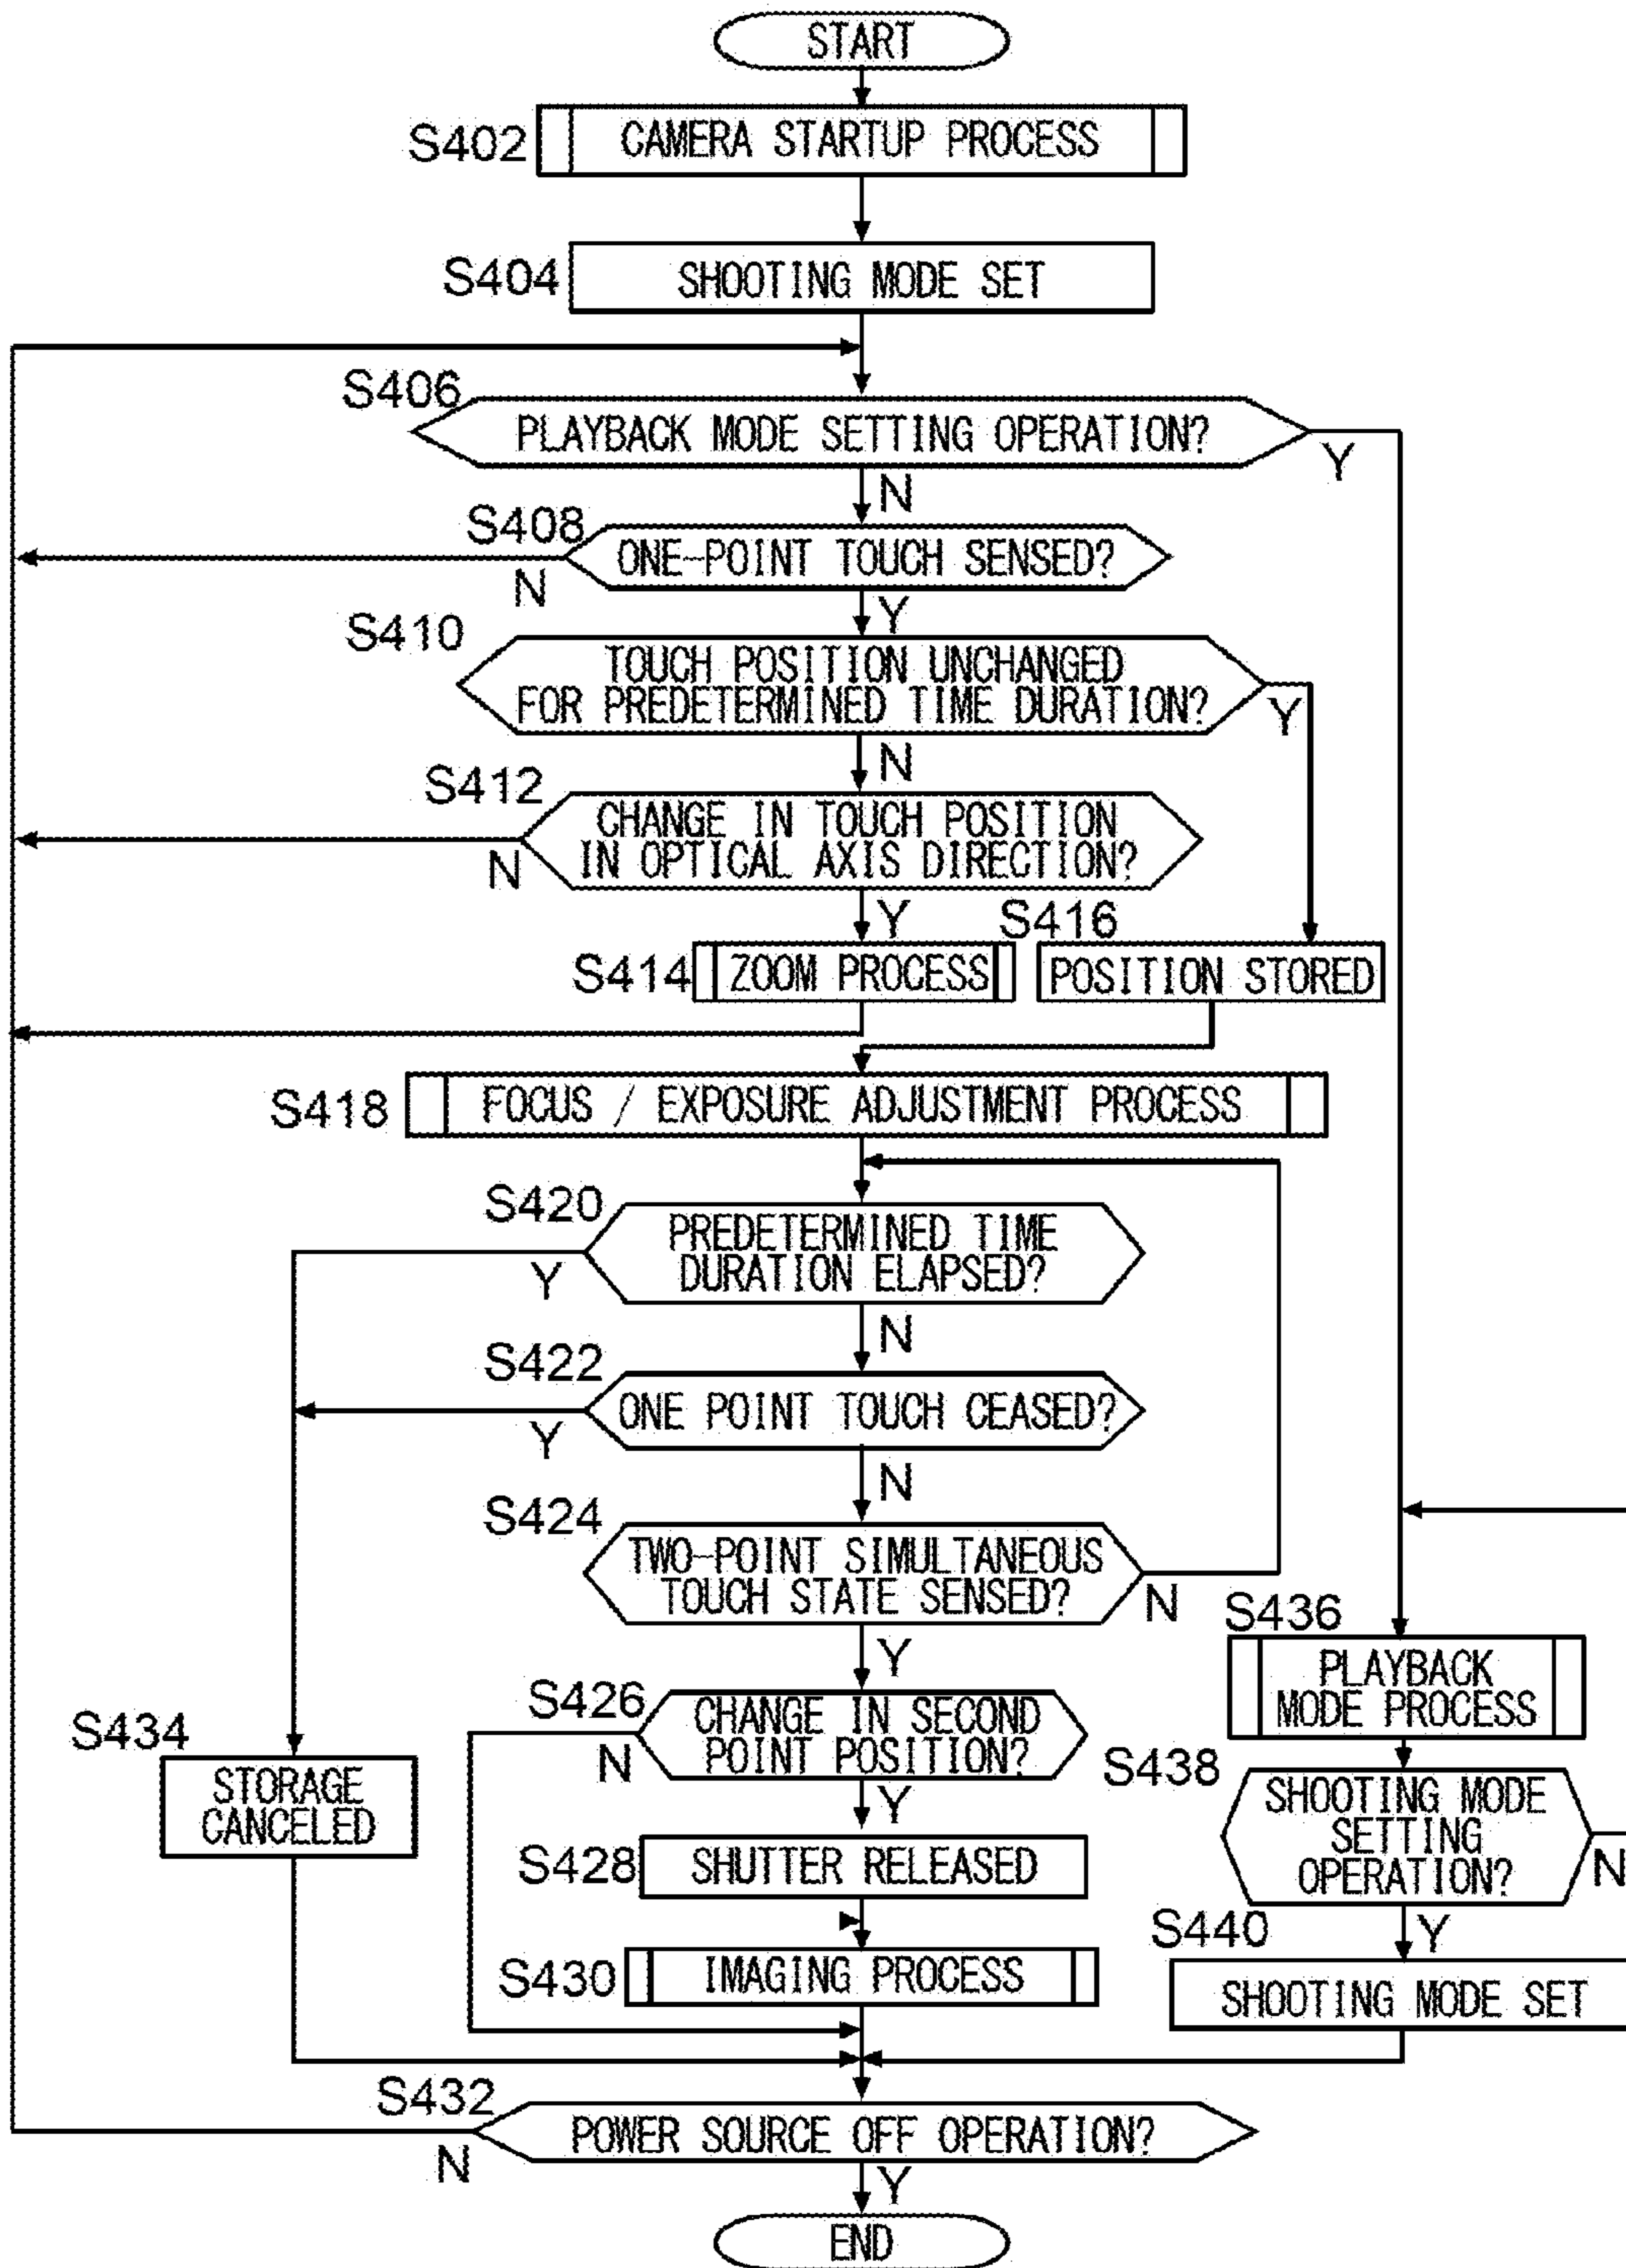 START
S402
CAMERA STARTUP PROCESS
S404
SHOOTING MODE SET
S406
PLAYBACK MODE SETTING OPERATION?
Y
N
S408
ONE-POINT TOUCH SENSED?
N
Y
S410
TOUCH POSITION UNCHANGED
FOR PREDETERMINED TIME DURATION?
Y
N
S412
CHANGE IN TOUCH POSITION
IN OPTICAL AXIS DIRECTION?
N
Y
S414
ZOOM PROCESS
S416
POSITION STORED
S418
FOCUS / EXPOSURE ADJUSTMENT PROCESS
S420
PREDETERMINED TIME
DURATION ELAPSED?
Y
N
S422
ONE POINT TOUCH CEASED?
Y
N
S424
TWO-POINT SIMULTANEOUS
TOUCH STATE SENSED?
N
Y
S426
CHANGE IN SECOND
POINT POSITION?
N
Y
S428
SHUTTER RELEASED
S430
IMAGING PROCESS
S434
STORAGE
CANCELED
S436
PLAYBACK
MODE PROCESS
S438
SHOOTING MODE
SETTING
OPERATION?
N
Y
S440
SHOOTING MODE SET
S432
POWER SOURCE OFF OPERATION?
N
Y
END